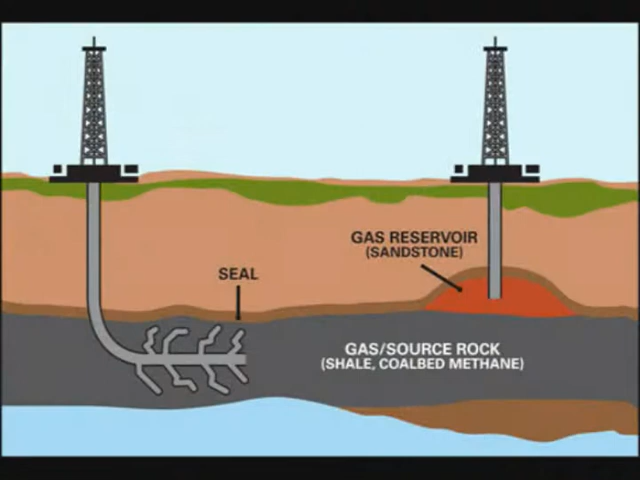 GAS RESERVOIR
(SANDSTONE)
SEAL
GAS/SOURCE ROCK
(SHALE, COALBED METHANE)